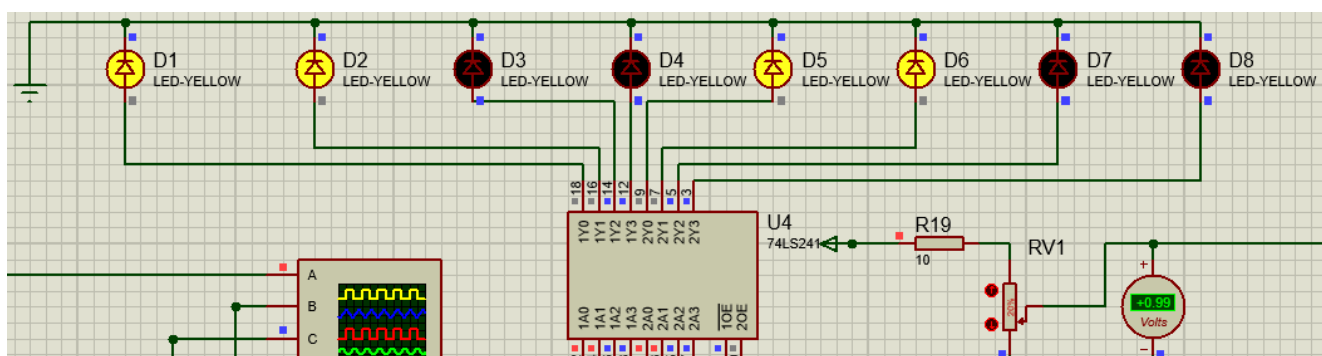 D1
LED-YELLOW
D2
LED-YELLOW
D3
LED-YELLOW
D4
LED-YELLOW
D5
LED-YELLOW
D6
LED-YELLOW
D7
LED-YELLOW
D8
LED-YELLOW
18 16 14 12 9 7 5 3
1Y0 1Y1 1Y2 1Y3 2Y0 2Y1 2Y2 2Y3
U4
74LS241
1A0 1A1 1A2 1A3 2A0 2A1 2A2 2A3 1OE 2OE
R19
10
RV1
20%
+
+0.99
Volts
−
A
B
C